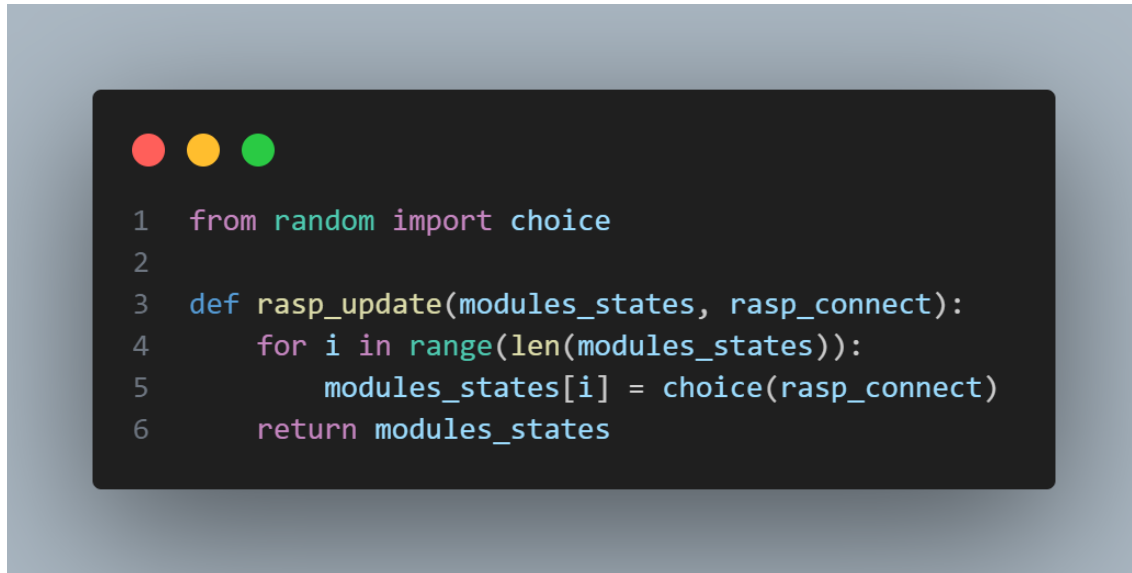 1 from random import choice
2
3 def rasp_update(modules_states, rasp_connect):
4     for i in range(len(modules_states)):
5         modules_states[i] = choice(rasp_connect)
6     return modules_states